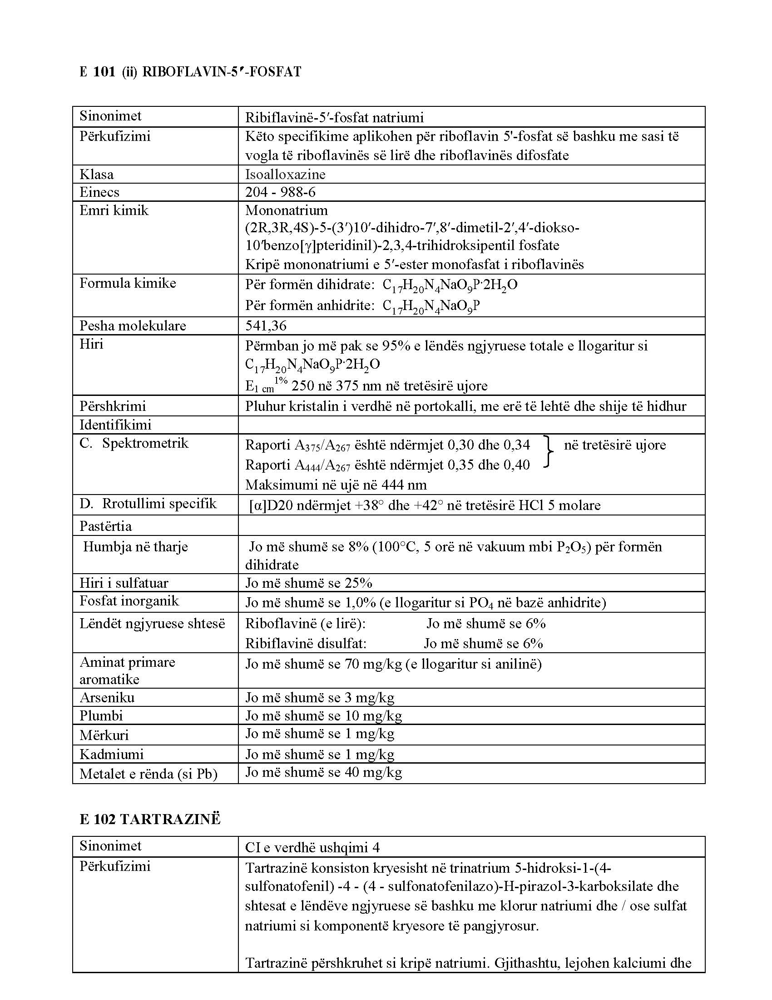 E 101 (ii) RIBOFLAVIN-5′-FOSFAT
Sinonimet
Ribiflavinë-5′-fosfat natriumi
Përkufizimi
Këto specifikime aplikohen për riboflavin 5'-fosfat së bashku me sasi të
vogla të riboflavinës së lirë dhe riboflavinës difosfate
Klasa
Isoalloxazine
Einecs
204 - 988-6
Emri kimik
Mononatrium
(2R,3R,4S)-5-(3′)10′-dihidro-7′,8′-dimetil-2′,4′-diokso-
10′benzo[γ]pteridinil)-2,3,4-trihidroksipentil fosfate
Kripë mononatriumi e 5′-ester monofasfat i riboflavinës
Formula kimike
Për formën dihidrate: C17H20N4NaO9P·2H2O
Për formën anhidrite: C17H20N4NaO9P
Pesha molekulare
541,36
Hiri
Përmban jo më pak se 95% e lëndës ngjyruese totale e llogaritur si
C17H20N4NaO9P·2H2O
E1 cm1% 250 në 375 nm në tretësirë ujore
Përshkrimi
Pluhur kristalin i verdhë në portokalli, me erë të lehtë dhe shije të hidhur
Identifikimi
C. Spektrometrik
Raporti A375/A267 është ndërmjet 0,30 dhe 0,34 } në tretësirë ujore
Raporti A444/A267 është ndërmjet 0,35 dhe 0,40
Maksimumi në ujë në 444 nm
D. Rrotullimi specifik
[α]D20 ndërmjet +38° dhe +42° në tretësirë HCl 5 molare
Pastërtia
Humbja në tharje
Jo më shumë se 8% (100°C, 5 orë në vakuum mbi P2O5) për formën
dihidrate
Hiri i sulfatuar
Jo më shumë se 25%
Fosfat inorganik
Jo më shumë se 1,0% (e llogaritur si PO4 në bazë anhidrite)
Lëndët ngjyruese shtesë
Riboflavinë (e lirë): Jo më shumë se 6%
Ribiflavinë disulfat: Jo më shumë se 6%
Aminat primare
aromatike
Jo më shumë se 70 mg/kg (e llogaritur si anilinë)
Arseniku
Jo më shumë se 3 mg/kg
Plumbi
Jo më shumë se 10 mg/kg
Mërkuri
Jo më shumë se 1 mg/kg
Kadmiumi
Jo më shumë se 1 mg/kg
Metalet e rënda (si Pb)
Jo më shumë se 40 mg/kg
E 102 TARTRAZINË
Sinonimet
CI e verdhë ushqimi 4
Përkufizimi
Tartrazinë konsiston kryesisht në trinatrium 5-hidroksi-1-(4-
sulfonatofenil) -4 - (4 - sulfonatofenilazo)-H-pirazol-3-karboksilate dhe
shtesat e lëndëve ngjyruese së bashku me klorur natriumi dhe / ose sulfat
natriumi si komponentë kryesore të pangjyrosur.
Tartrazinë përshkruhet si kripë natriumi. Gjithashtu, lejohen kalciumi dhe